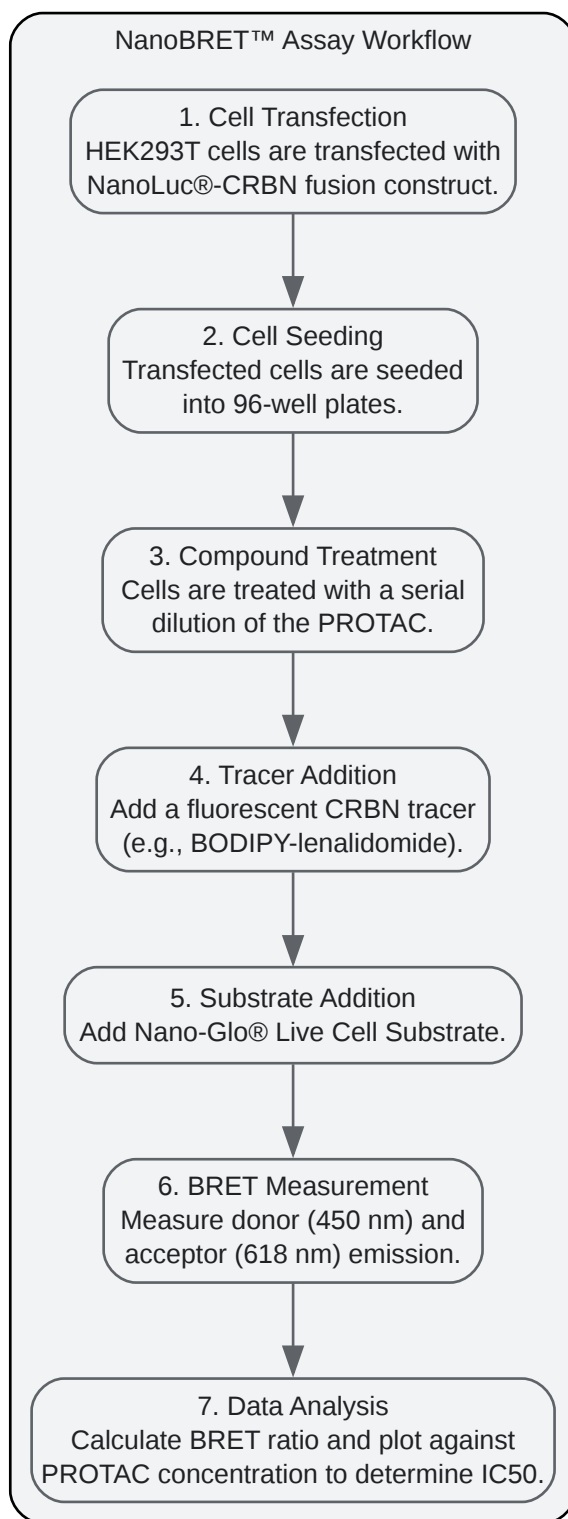 NanoBRET™ Assay Workflow
1. Cell Transfection
HEK293T cells are transfected with
NanoLuc®-CRBN fusion construct.
2. Cell Seeding
Transfected cells are seeded
into 96-well plates.
3. Compound Treatment
Cells are treated with a serial
dilution of the PROTAC.
4. Tracer Addition
Add a fluorescent CRBN tracer
(e.g., BODIPY-lenalidomide).
5. Substrate Addition
Add Nano-Glo® Live Cell Substrate.
6. BRET Measurement
Measure donor (450 nm) and
acceptor (618 nm) emission.
7. Data Analysis
Calculate BRET ratio and plot against
PROTAC concentration to determine IC50.